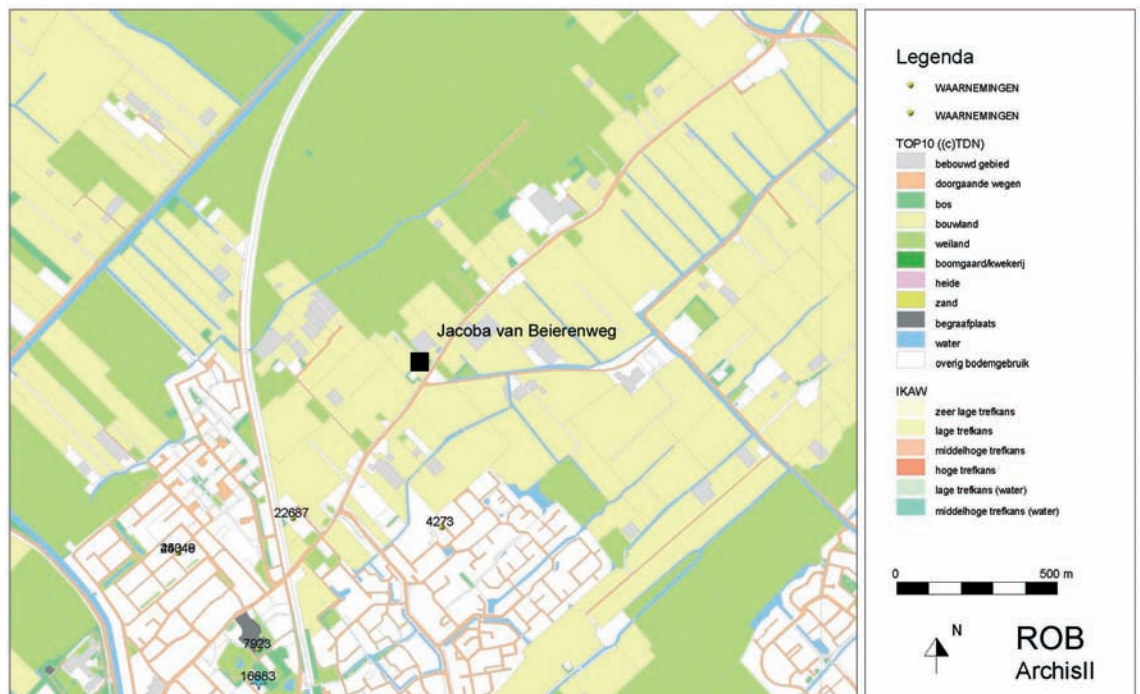 Jacoba van Beierenweg
22687
4273
7923
16883
Legenda
WAARNEMINGEN
WAARNEMINGEN
TOP10 ((c)TDN)
bebouwd gebied
doorgaande wegen
bos
bouwland
weiland
boomgaard/kwekerij
heide
zand
begraafplaats
water
overig bodemgebruik
IKAW
zeer lage trefkans
lage trefkans
middelhoge trefkans
hoge trefkans
lage trefkans (water)
middelhoge trefkans (water)
0 500 m
N
ROB
ArchisII